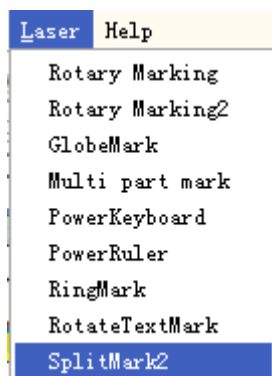 Laser Help
Rotary Marking
Rotary Marking2
GlobeMark
Multi part mark
PowerKeyboard
PowerRuler
RingMark
RotateTextMark
SplitMark2